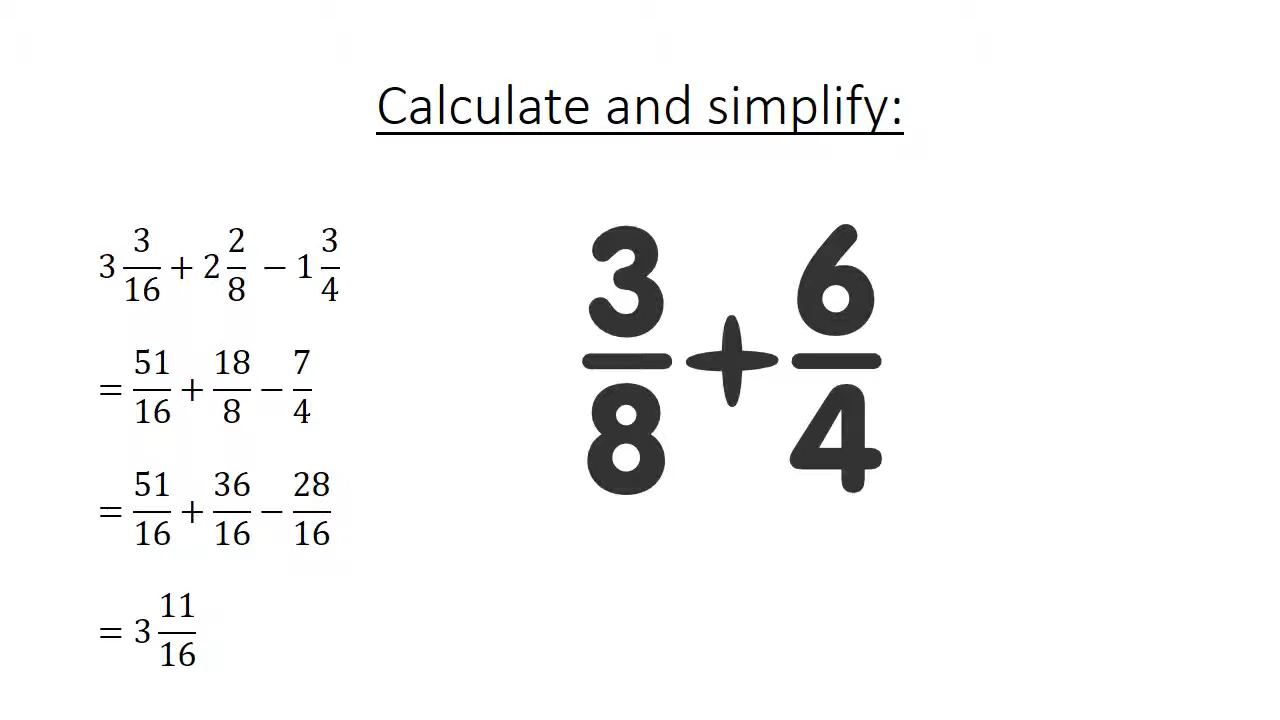 Calculate and simplify:
3 3/16 + 2 2/8 − 1 3/4
= 51/16 + 18/8 − 7/4
= 51/16 + 36/16 − 28/16
= 3 11/16
3/8 + 6/4